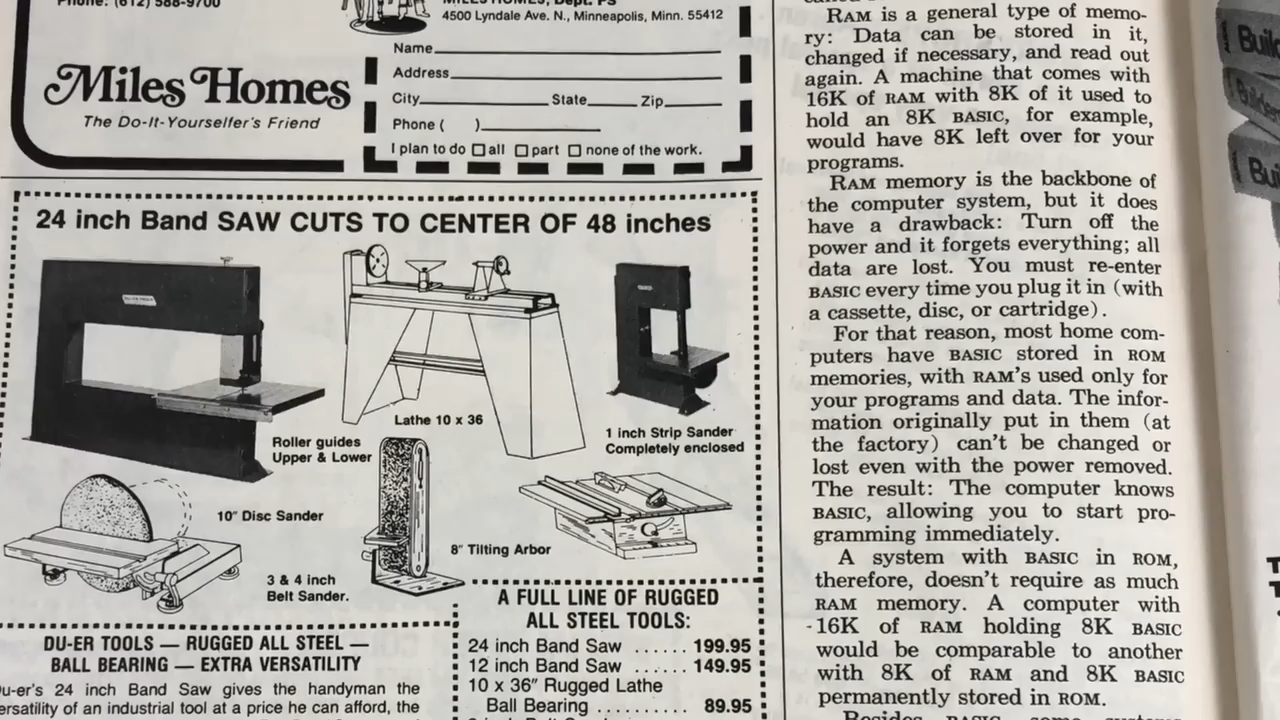 Phone: (612) 588-9700
MILES HOMES, Dept. PS
4500 Lyndale Ave. N., Minneapolis, Minn. 55412
Name
Address
City State Zip
Phone ( )
I plan to do all part none of the work.
Miles Homes
The Do-It-Yourselfer's Friend
24 inch Band SAW CUTS TO CENTER OF 48 inches
Lathe 10 x 36
Roller guides
Upper & Lower
1 inch Strip Sander
Completely enclosed
10" Disc Sander
8" Tilting Arbor
3 & 4 inch
Belt Sander.
DU-ER TOOLS — RUGGED ALL STEEL —
BALL BEARING — EXTRA VERSATILITY
u-er's 24 inch Band Saw gives the handyman the
ersatility of an industrial tool at a price he can afford, the
A FULL LINE OF RUGGED
ALL STEEL TOOLS:
24 inch Band Saw ...... 199.95
12 inch Band Saw ...... 149.95
10 x 36" Rugged Lathe
Ball Bearing .......... 89.95
RAM is a general type of memo-
ry: Data can be stored in it,
changed if necessary, and read out
again. A machine that comes with
16K of RAM with 8K of it used to
hold an 8K BASIC, for example,
would have 8K left over for your
programs.
RAM memory is the backbone of
the computer system, but it does
have a drawback: Turn off the
power and it forgets everything; all
data are lost. You must re-enter
BASIC every time you plug it in (with
a cassette, disc, or cartridge).
For that reason, most home com-
puters have BASIC stored in ROM
memories, with RAM's used only for
your programs and data. The infor-
mation originally put in them (at
the factory) can't be changed or
lost even with the power removed.
The result: The computer knows
BASIC, allowing you to start pro-
gramming immediately.
A system with BASIC in ROM,
therefore, doesn't require as much
RAM memory. A computer with
16K of RAM holding 8K BASIC
would be comparable to another
with 8K of RAM and 8K BASIC
permanently stored in ROM.
Besides BASIC, some systems